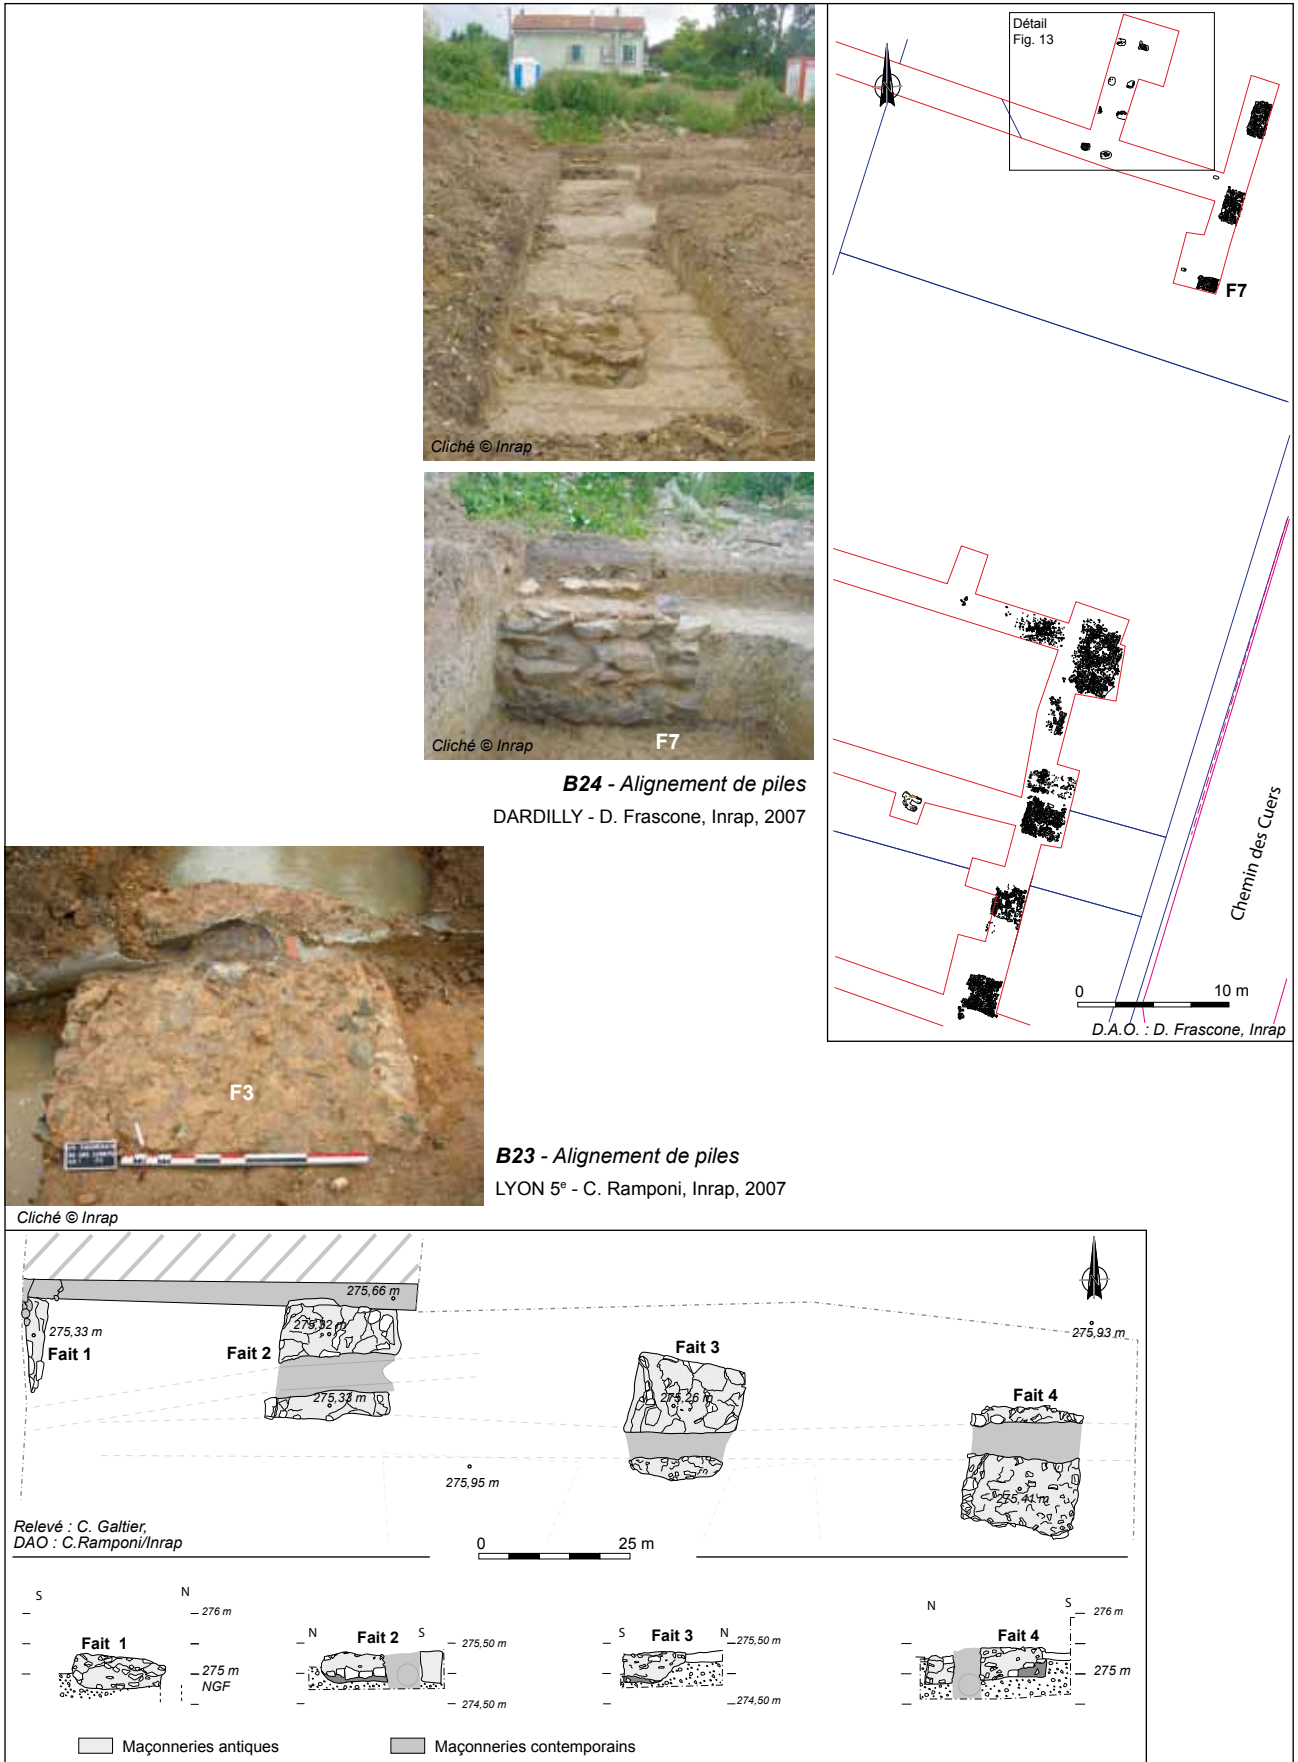 Cliché © Inrap
Cliché © Inrap
F7
B24 - Alignement de piles
DARDILLY - D. Frascone, Inrap, 2007
Détail
Fig. 13
F7
Chemin des Cuers
0 10 m
D.A.O. : D. Frascone, Inrap
F3
Cliché © Inrap
B23 - Alignement de piles
LYON 5e - C. Ramponi, Inrap, 2007
275,66 m
275,33 m
Fait 1
275,52 m
Fait 2
275,33 m
Fait 3
275,26 m
275,93 m
Fait 4
275,41 m
275,95 m
Relevé : C. Galtier,
DAO : C.Ramponi/Inrap
0 25 m
S N
276 m
Fait 1
275 m
NGF
N S
Fait 2
275,50 m
274,50 m
S N
Fait 3
275,50 m
274,50 m
N S
276 m
Fait 4
275 m
Maçonneries antiques
Maçonneries contemporains